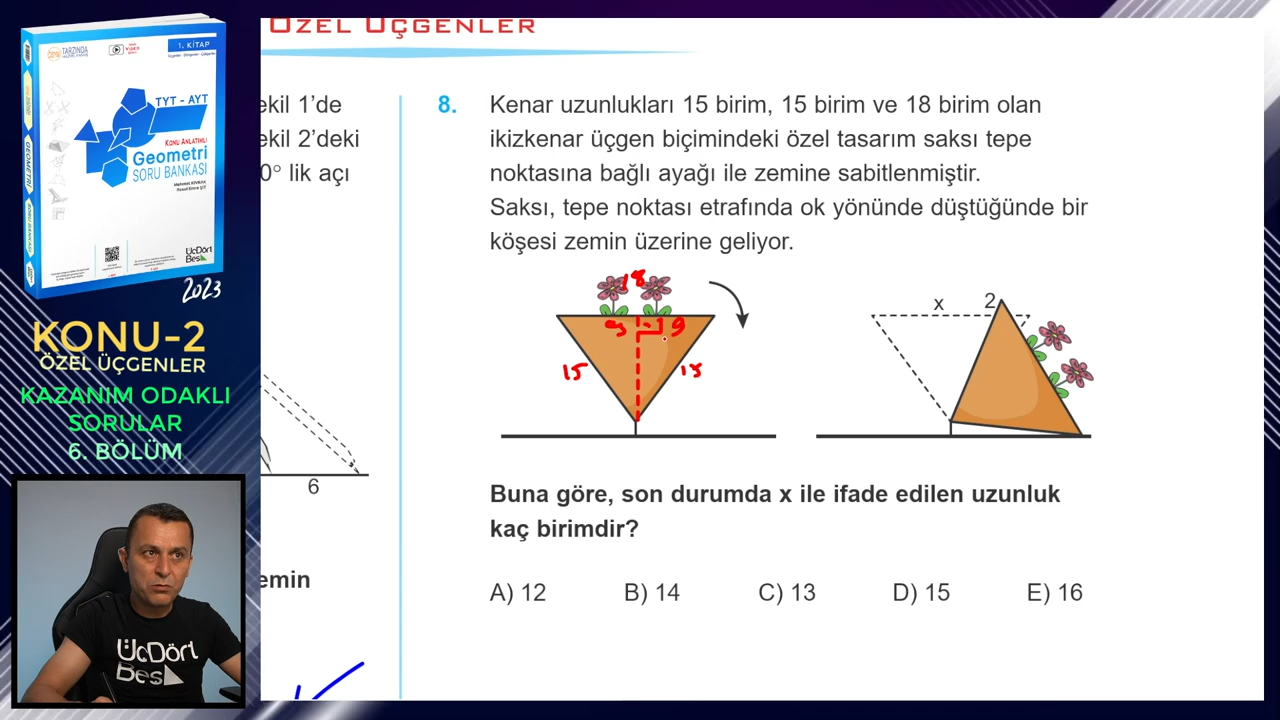 ÖZEL ÜÇGENLER
TARZINDA
1. KİTAP
TYT - AYT
KONU ANLATIMLI
Geometri
SORU BANKASI
GEOMETRİ
ÜçDört
Beş
2023
KONU-2
ÖZEL ÜÇGENLER
KAZANIM ODAKLI
SORULAR
6. BÖLÜM
ÜçDört
Beş
ekil 1'de
ekil 2'deki
0° lik açı
6
emin
8. Kenar uzunlukları 15 birim, 15 birim ve 18 birim olan
ikizkenar üçgen biçimindeki özel tasarım saksı tepe
noktasına bağlı ayağı ile zemine sabitlenmiştir.
Saksı, tepe noktası etrafında ok yönünde düştüğünde bir
köşesi zemin üzerine geliyor.
18
9 9
15 15
x 2
Buna göre, son durumda x ile ifade edilen uzunluk
kaç birimdir?
A) 12 B) 14 C) 13 D) 15 E) 16